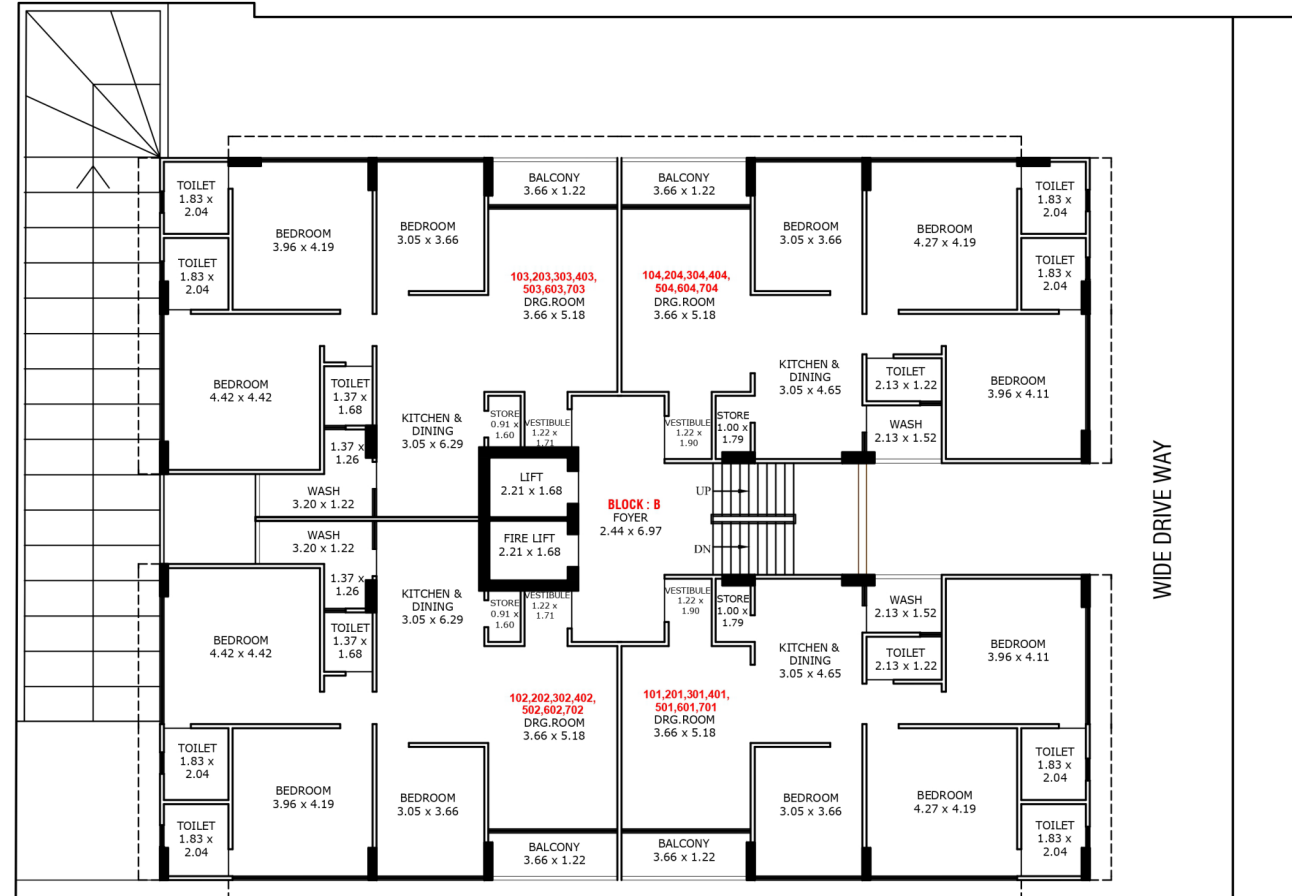 TOILET
1.83 x
2.04
BEDROOM
3.96 x 4.19
BEDROOM
3.05 x 3.66
BALCONY
3.66 x 1.22
BALCONY
3.66 x 1.22
BEDROOM
3.05 x 3.66
BEDROOM
4.27 x 4.19
TOILET
1.83 x
2.04
TOILET
1.83 x
2.04
103,203,303,403,
503,603,703
DRG.ROOM
3.66 x 5.18
104,204,304,404,
504,604,704
DRG.ROOM
3.66 x 5.18
TOILET
1.83 x
2.04
BEDROOM
4.42 x 4.42
TOILET
1.37 x
1.68
KITCHEN &
DINING
3.05 x 6.29
STORE
0.91 x
1.60
VESTIBULE
1.22 x
1.71
VESTIBULE
1.22 x
1.90
STORE
1.00 x
1.79
KITCHEN &
DINING
3.05 x 4.65
TOILET
2.13 x 1.22
BEDROOM
3.96 x 4.11
WASH
2.13 x 1.52
1.37 x
1.26
WASH
3.20 x 1.22
LIFT
2.21 x 1.68
BLOCK : B
FOYER
2.44 x 6.97
UP
DN
WIDE DRIVE WAY
WASH
3.20 x 1.22
FIRE LIFT
2.21 x 1.68
1.37 x
1.26
KITCHEN &
DINING
3.05 x 6.29
STORE
0.91 x
1.60
VESTIBULE
1.22 x
1.71
VESTIBULE
1.22 x
1.90
STORE
1.00 x
1.79
WASH
2.13 x 1.52
BEDROOM
4.42 x 4.42
TOILET
1.37 x
1.68
KITCHEN &
DINING
3.05 x 4.65
TOILET
2.13 x 1.22
BEDROOM
3.96 x 4.11
102,202,302,402,
502,602,702
DRG.ROOM
3.66 x 5.18
101,201,301,401,
501,601,701
DRG.ROOM
3.66 x 5.18
TOILET
1.83 x
2.04
BEDROOM
3.96 x 4.19
BEDROOM
3.05 x 3.66
BEDROOM
3.05 x 3.66
BEDROOM
4.27 x 4.19
TOILET
1.83 x
2.04
TOILET
1.83 x
2.04
BALCONY
3.66 x 1.22
BALCONY
3.66 x 1.22
TOILET
1.83 x
2.04